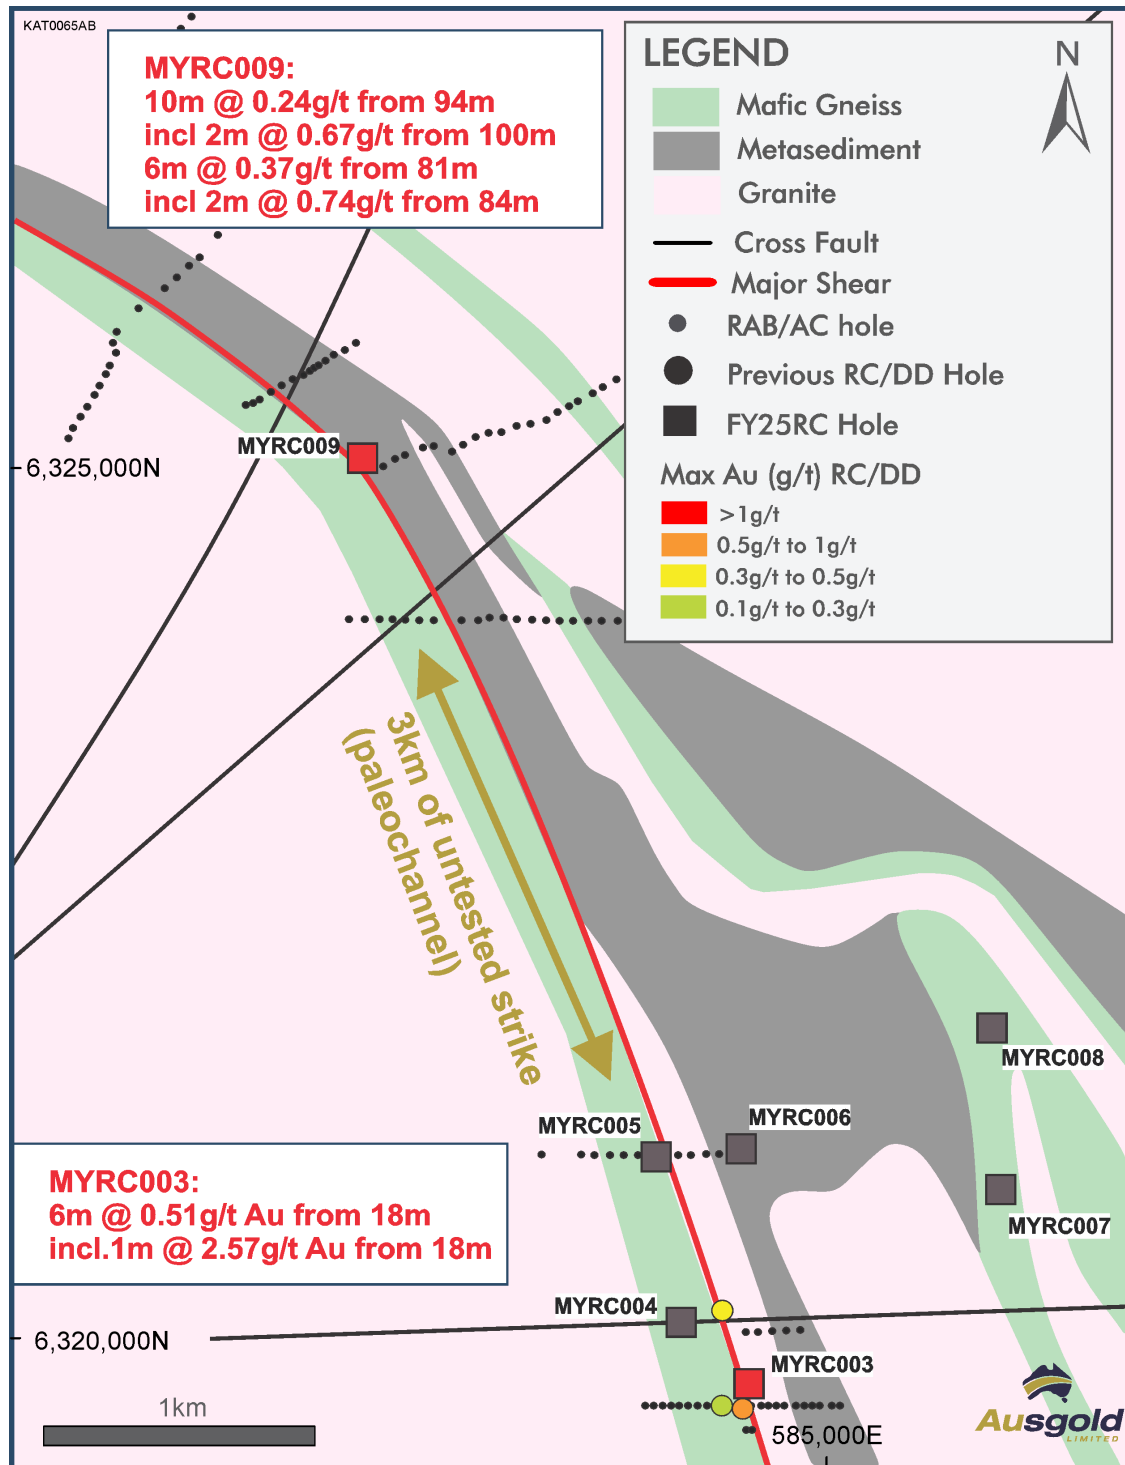 KAT0065AB
MYRC009:
10m @ 0.24g/t from 94m
incl 2m @ 0.67g/t from 100m
6m @ 0.37g/t from 81m
incl 2m @ 0.74g/t from 84m
LEGEND
N
Mafic Gneiss
Metasediment
Granite
Cross Fault
Major Shear
RAB/AC hole
Previous RC/DD Hole
FY25RC Hole
Max Au (g/t) RC/DD
>1g/t
0.5g/t to 1g/t
0.3g/t to 0.5g/t
0.1g/t to 0.3g/t
MYRC009
6,325,000N
3km of untested strike
(paleochannel)
MYRC008
MYRC005
MYRC006
MYRC007
MYRC003:
6m @ 0.51g/t Au from 18m
incl.1m @ 2.57g/t Au from 18m
MYRC004
6,320,000N
MYRC003
1km
585,000E
Ausgold
LIMITED